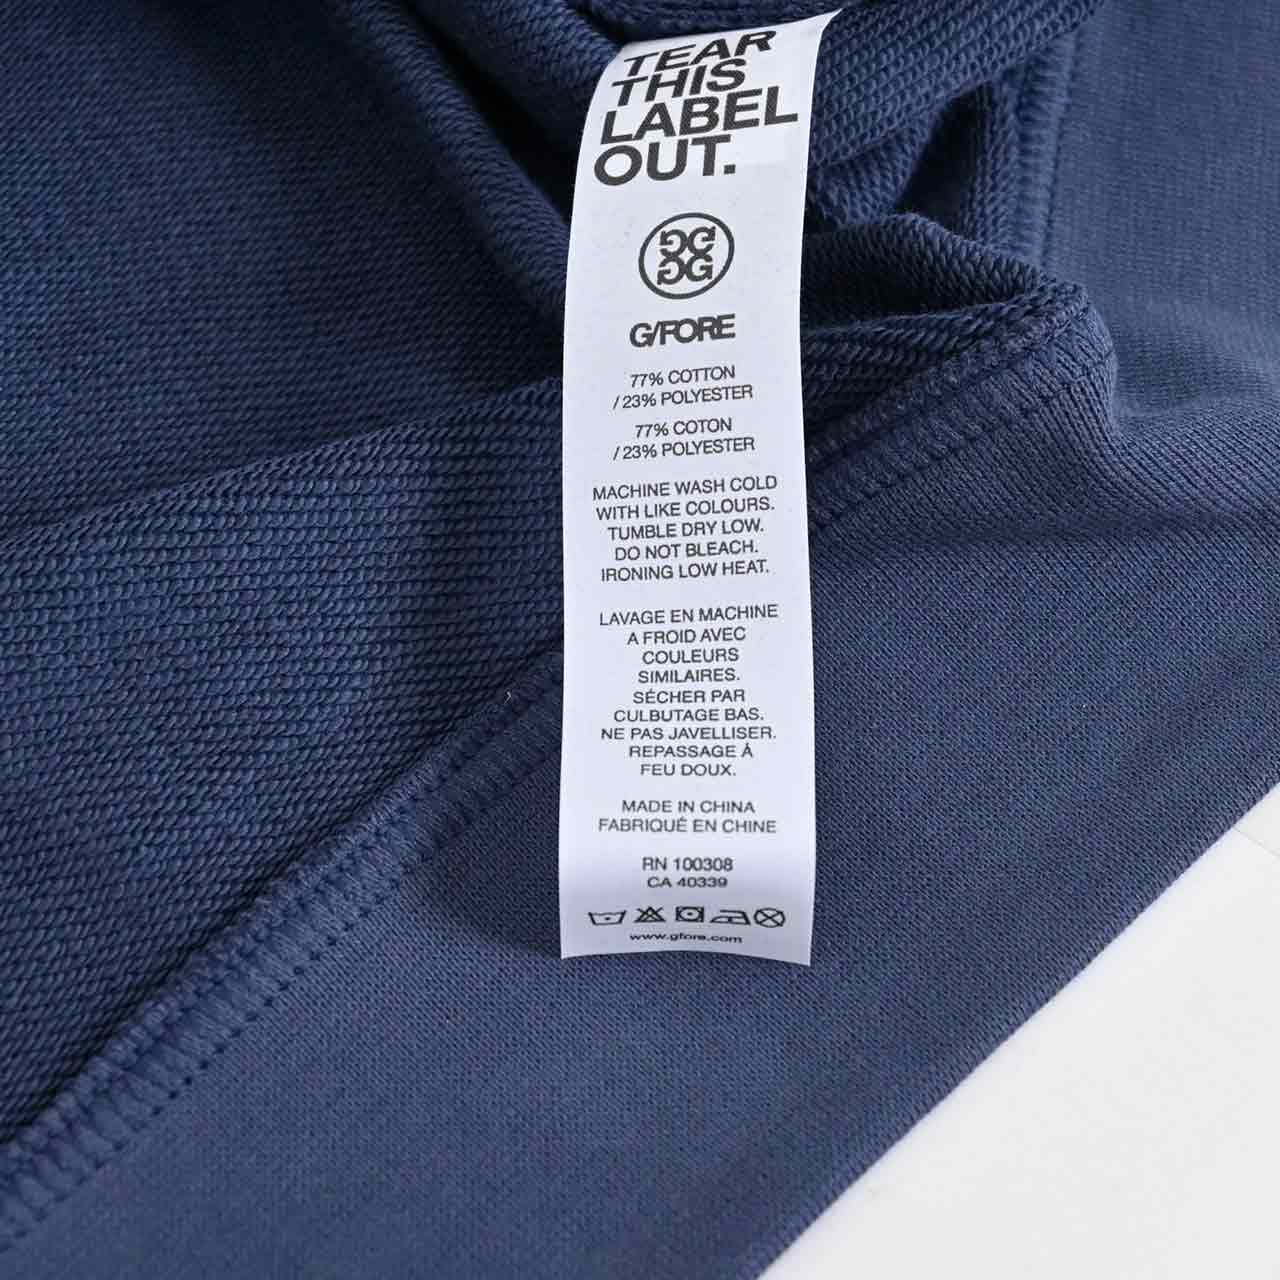 TEAR
THIS
LABEL
OUT.
G/FORE
77% COTTON
/ 23% POLYESTER
77% COTON
/ 23% POLYESTER
MACHINE WASH COLD
WITH LIKE COLOURS.
TUMBLE DRY LOW.
DO NOT BLEACH.
IRONING LOW HEAT.
LAVAGE EN MACHINE
A FROID AVEC
COULEURS
SIMILAIRES.
SÉCHER PAR
CULBUTAGE BAS.
NE PAS JAVELLISER.
REPASSAGE À
FEU DOUX.
MADE IN CHINA
FABRIQUÉ EN CHINE
RN 100308
CA 40339
www.gfore.com